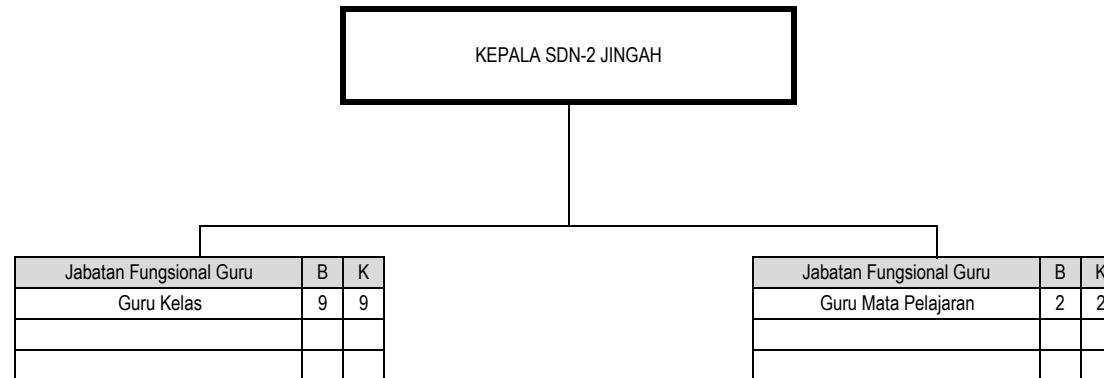 KEPALA SDN-2 JINGAH
Jabatan Fungsional Guru B K
Guru Kelas 9 9
Jabatan Fungsional Guru B K
Guru Mata Pelajaran 2 2